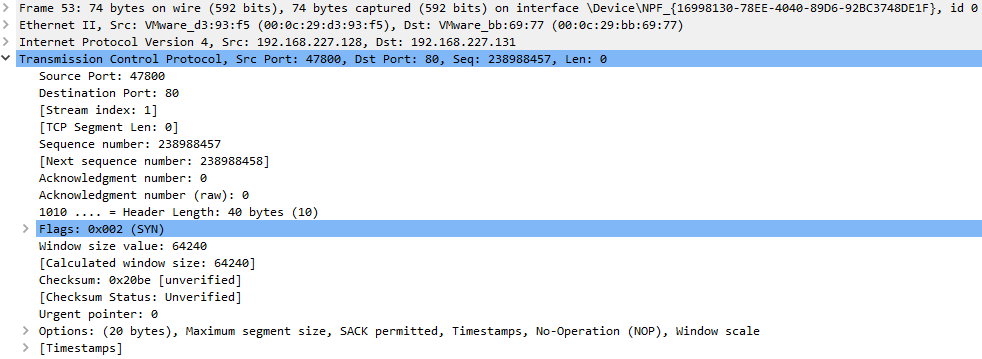 Frame 53: 74 bytes on wire (592 bits), 74 bytes captured (592 bits) on interface \Device\NPF_{16998130-78EE-4040-89D6-92BC3748DE1F}, id 0
Ethernet II, Src: VMware_d3:93:f5 (00:0c:29:d3:93:f5), Dst: VMware_bb:69:77 (00:0c:29:bb:69:77)
Internet Protocol Version 4, Src: 192.168.227.128, Dst: 192.168.227.131
Transmission Control Protocol, Src Port: 47800, Dst Port: 80, Seq: 238988457, Len: 0
Source Port: 47800
Destination Port: 80
[Stream index: 1]
[TCP Segment Len: 0]
Sequence number: 238988457
[Next sequence number: 238988458]
Acknowledgment number: 0
Acknowledgment number (raw): 0
1010 .... = Header Length: 40 bytes (10)
Flags: 0x002 (SYN)
Window size value: 64240
[Calculated window size: 64240]
Checksum: 0x20be [unverified]
[Checksum Status: Unverified]
Urgent pointer: 0
Options: (20 bytes), Maximum segment size, SACK permitted, Timestamps, No-Operation (NOP), Window scale
[Timestamps]